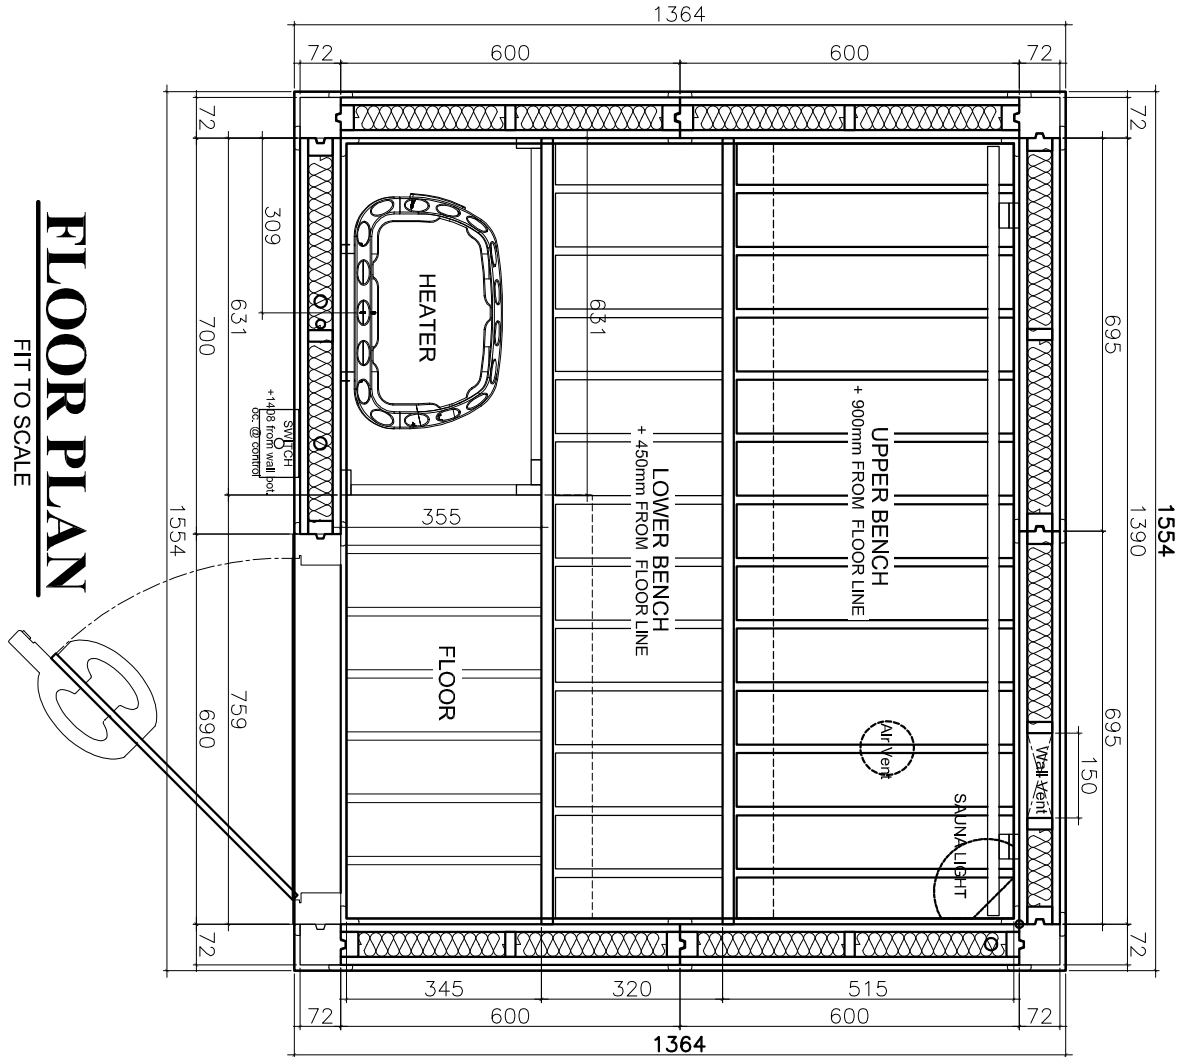 1364
72
600
600
72
72
72
309
631
700
HEATER
631
695
1554
1390
SWITCH
+1408 from wall bot.
oc. @ control
355
LOWER BENCH
+ 450mm FROM FLOOR LINE
UPPER BENCH
+ 900mm FROM FLOOR LINE
1554
FLOOR
759
690
Air Vent
Wall Vent
150
695
SAUNA LIGHT
72
72
345
320
515
72
600
600
72
1364
FLOOR PLAN
FIT TO SCALE